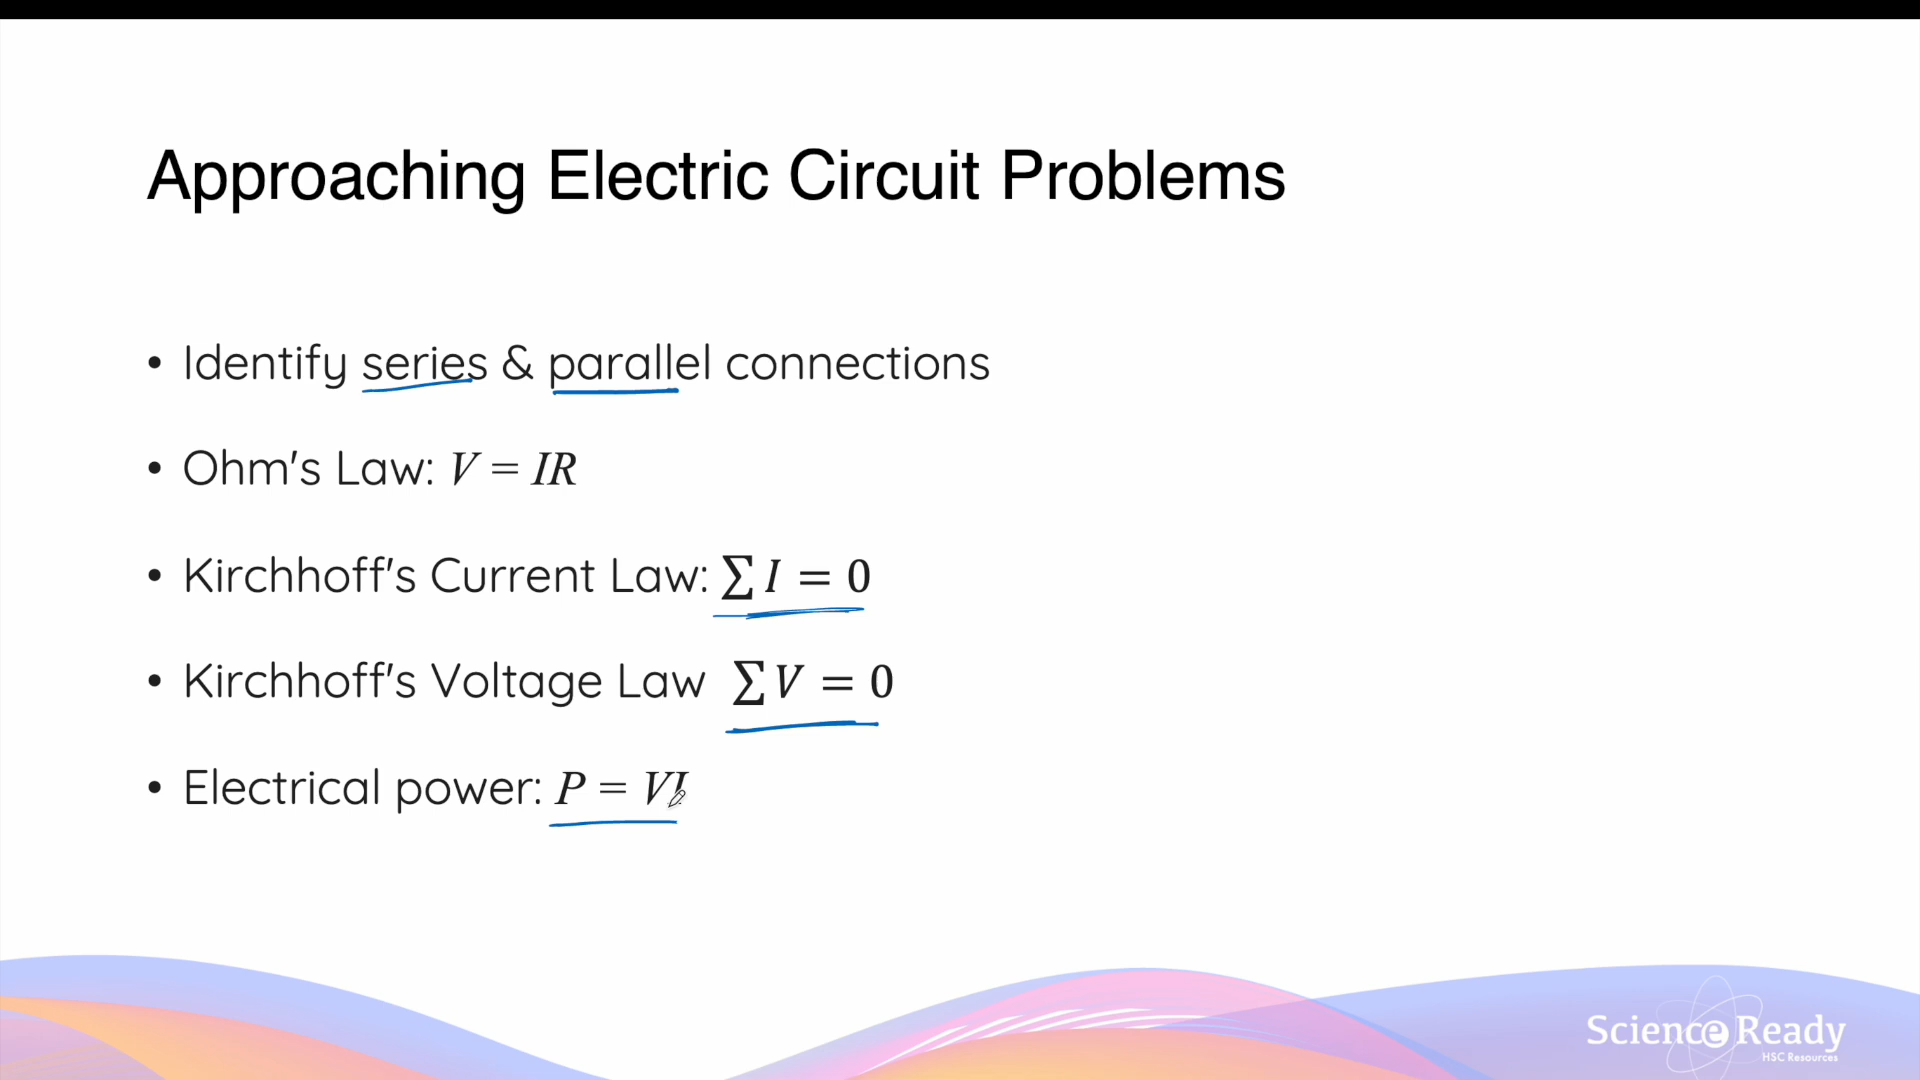 Approaching Electric Circuit Problems
• Identify series & parallel connections
• Ohm's Law: V = IR
• Kirchhoff's Current Law: ∑ I = 0
• Kirchhoff's Voltage Law ∑ V = 0
• Electrical power: P = VI
Science Ready
HSC Resources